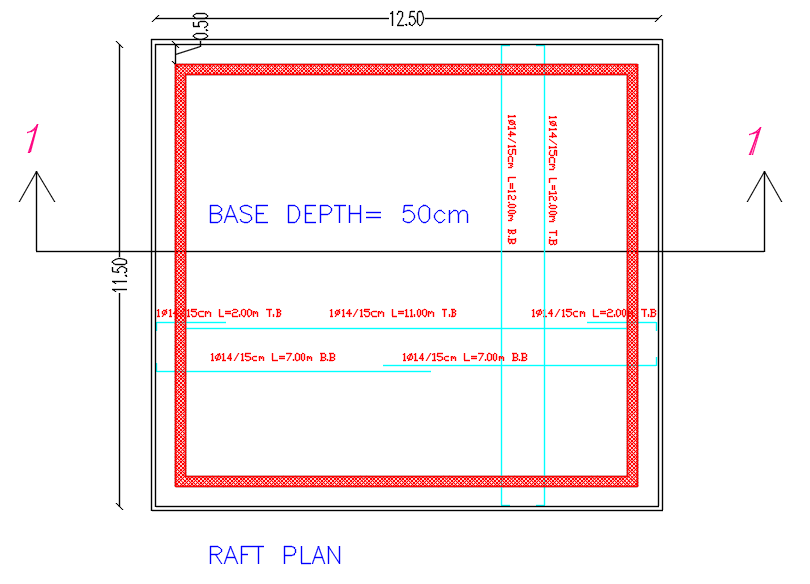 12.50
0.50
1
1
1Ø14/15cm L=12.00m B.B
1Ø14/15cm L=12.00m T.B
BASE DEPTH= 50cm
11.50
1Ø14/15cm L=2.00m T.B
1Ø14/15cm L=11.00m T.B
1Ø14/15cm L=2.00m T.B
1Ø14/15cm L=7.00m B.B
1Ø14/15cm L=7.00m B.B
RAFT PLAN